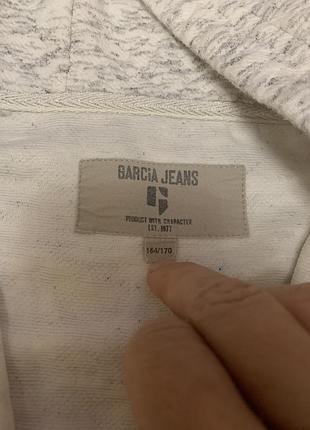 GARCIA JEANS
PRODUCT WITH CHARACTER
EST. 1977
164/170